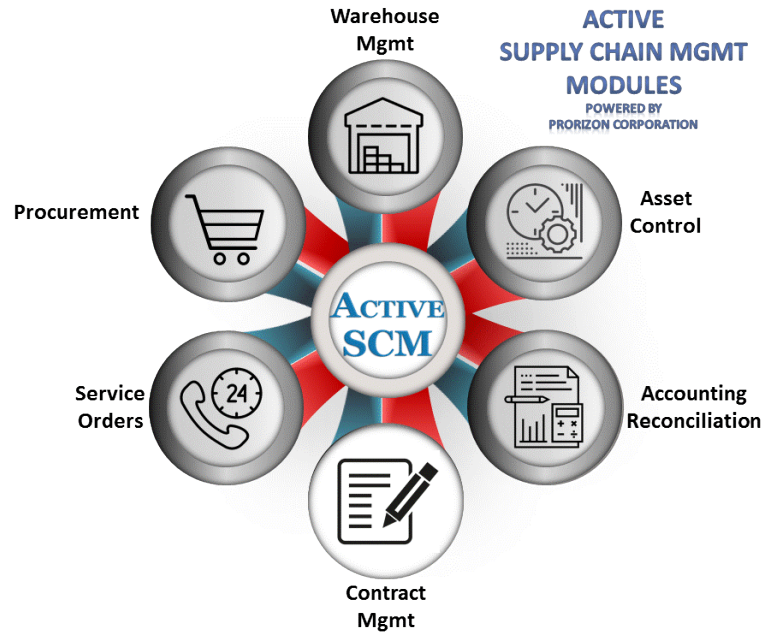 Warehouse
Mgmt
ACTIVE
SUPPLY CHAIN MGMT
MODULES
POWERED BY
PRORIZON CORPORATION
Procurement
Asset
Control
ACTIVE
SCM
Service
Orders
24
Accounting
Reconciliation
Contract
Mgmt